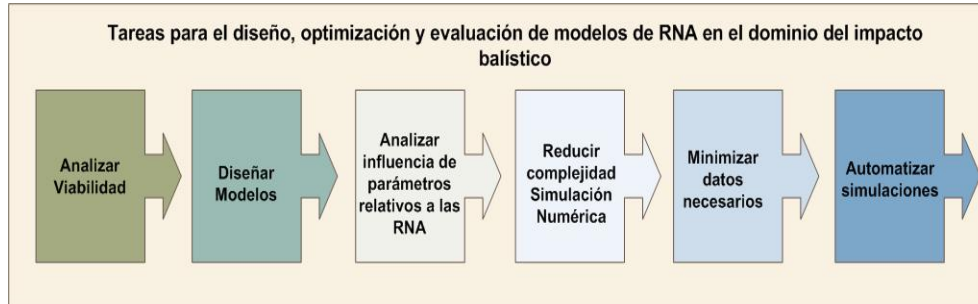 Tareas para el diseño, optimización y evaluación de modelos de RNA en el dominio del impacto
balístico
Analizar
Viabilidad
Diseñar
Modelos
Analizar
influencia de
parámetros
relativos a las
RNA
Reducir
complejidad
Simulación
Numérica
Minimizar
datos
necesarios
Automatizar
simulaciones